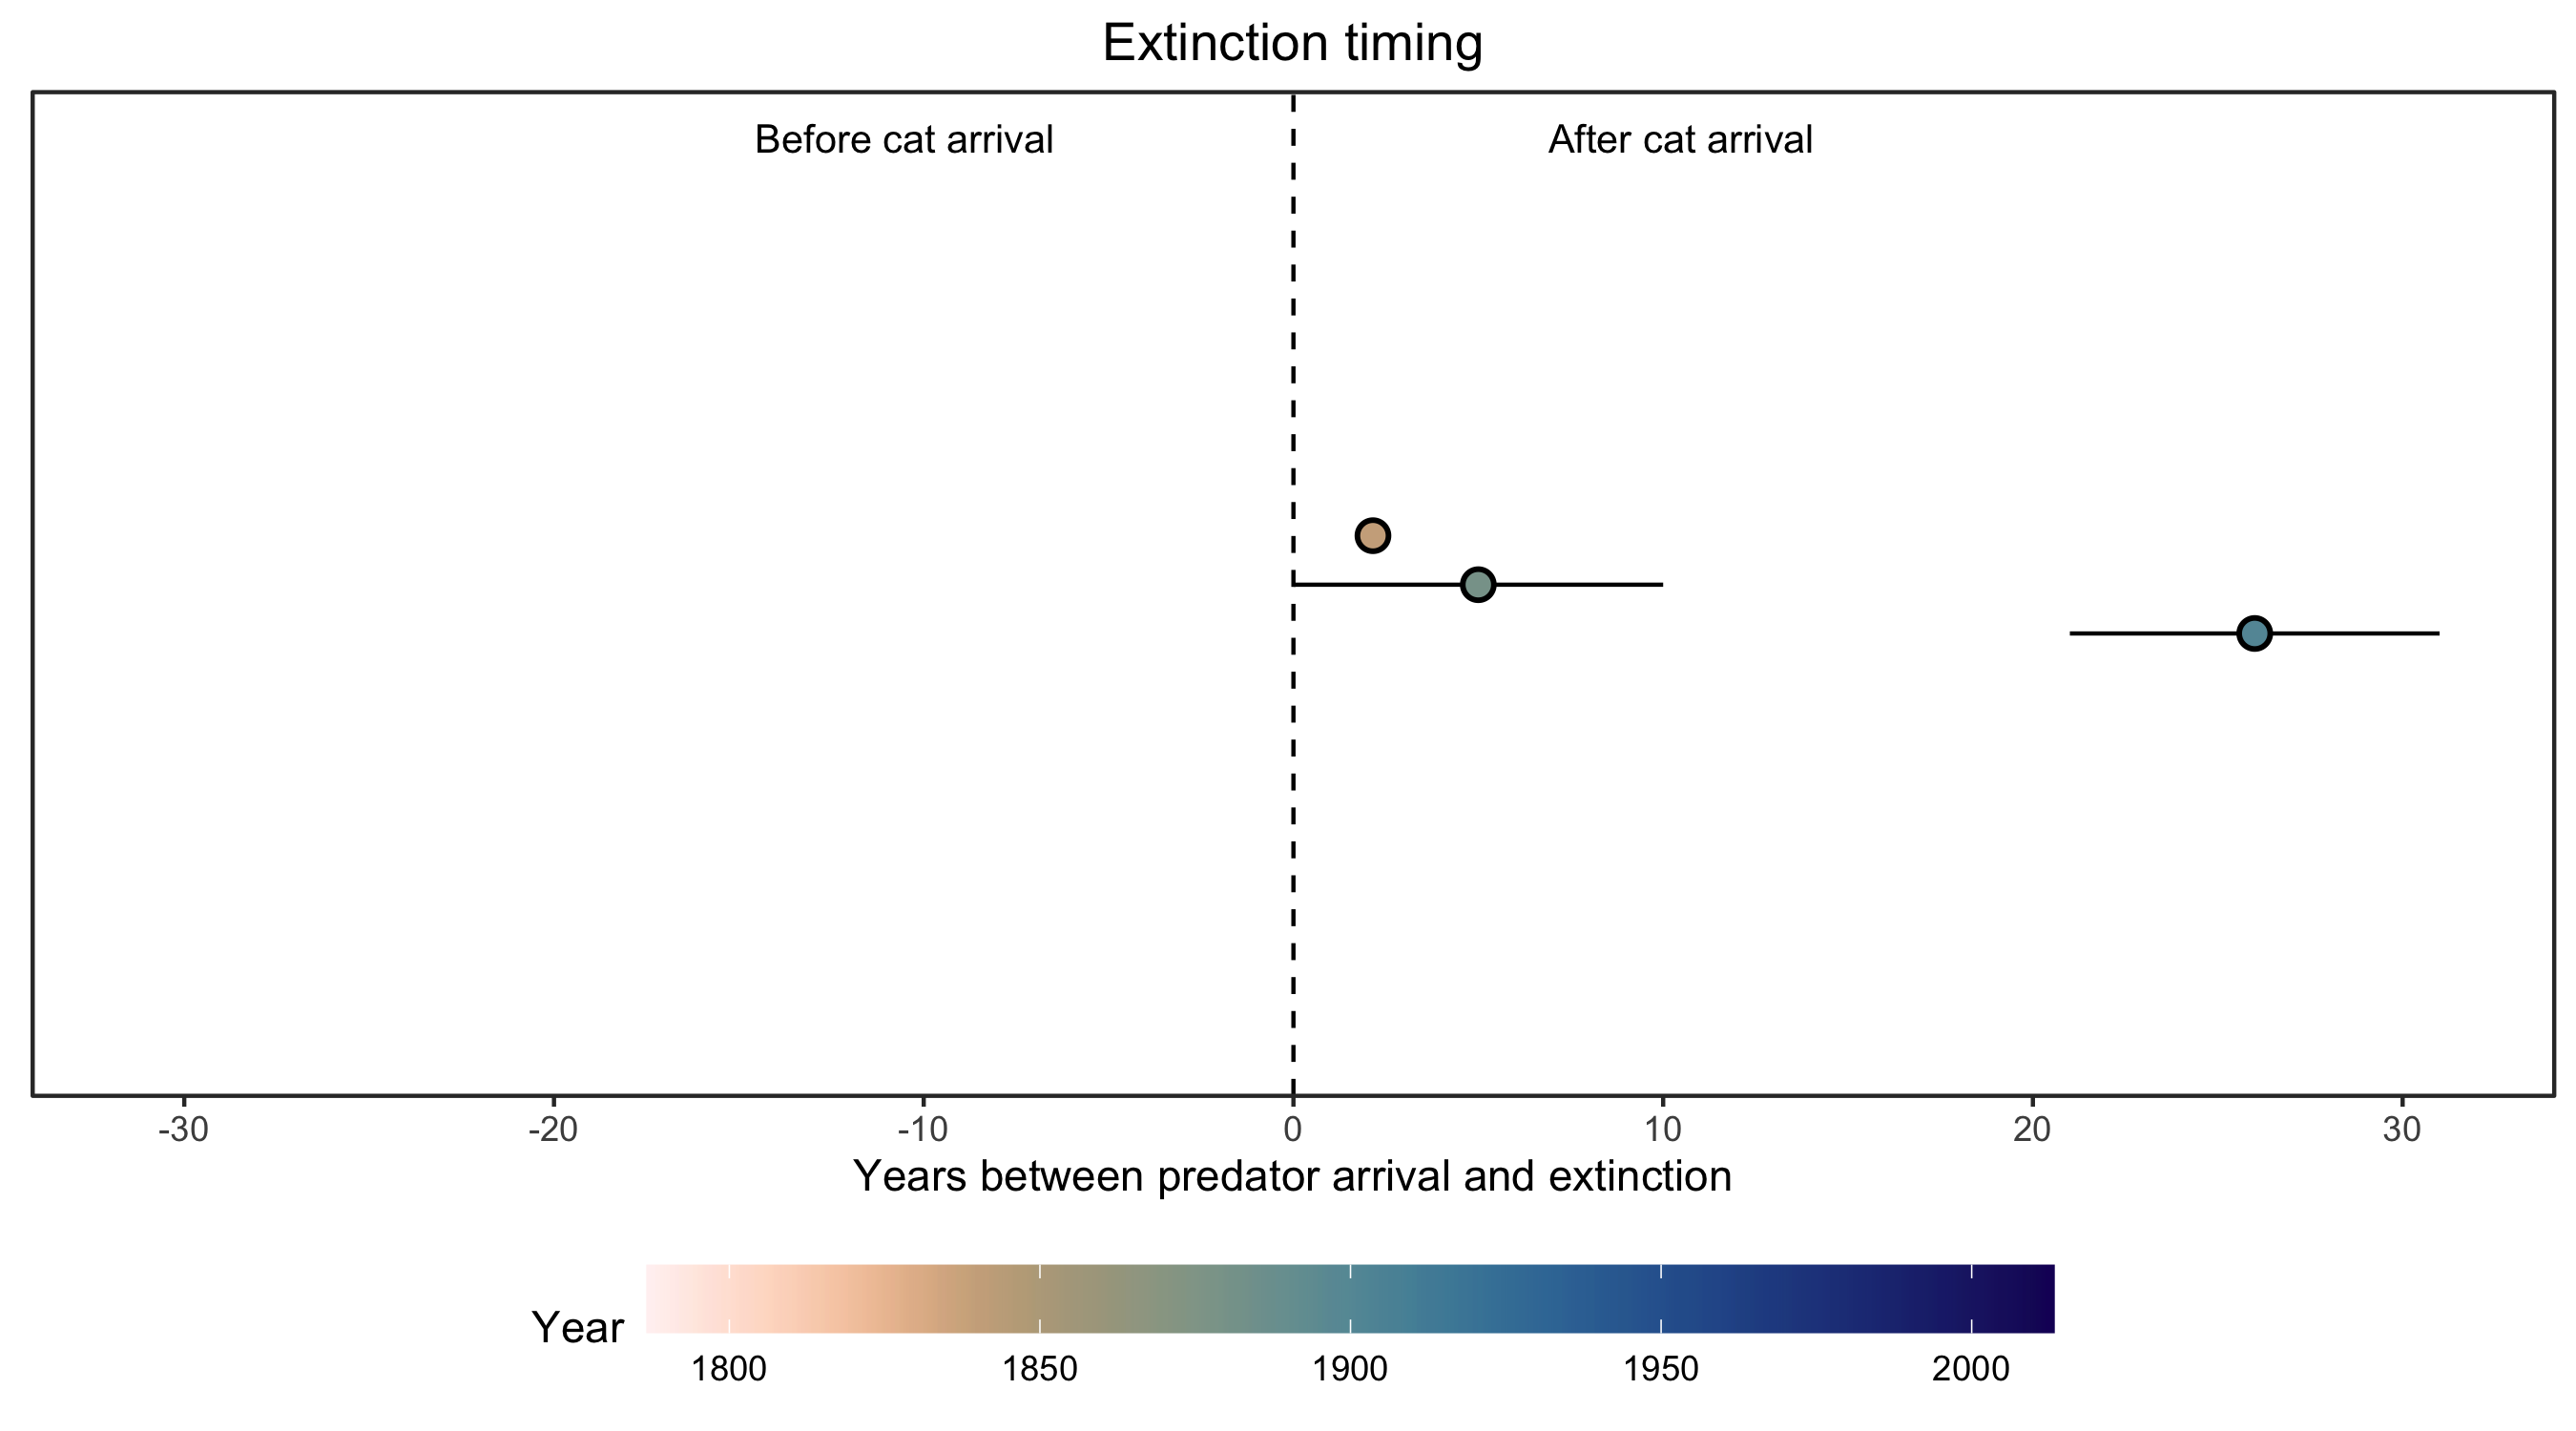 Extinction timing
Before cat arrival
After cat arrival
-30 -20 -10 0 10 20 30
Years between predator arrival and extinction
Year
1800 1850 1900 1950 2000